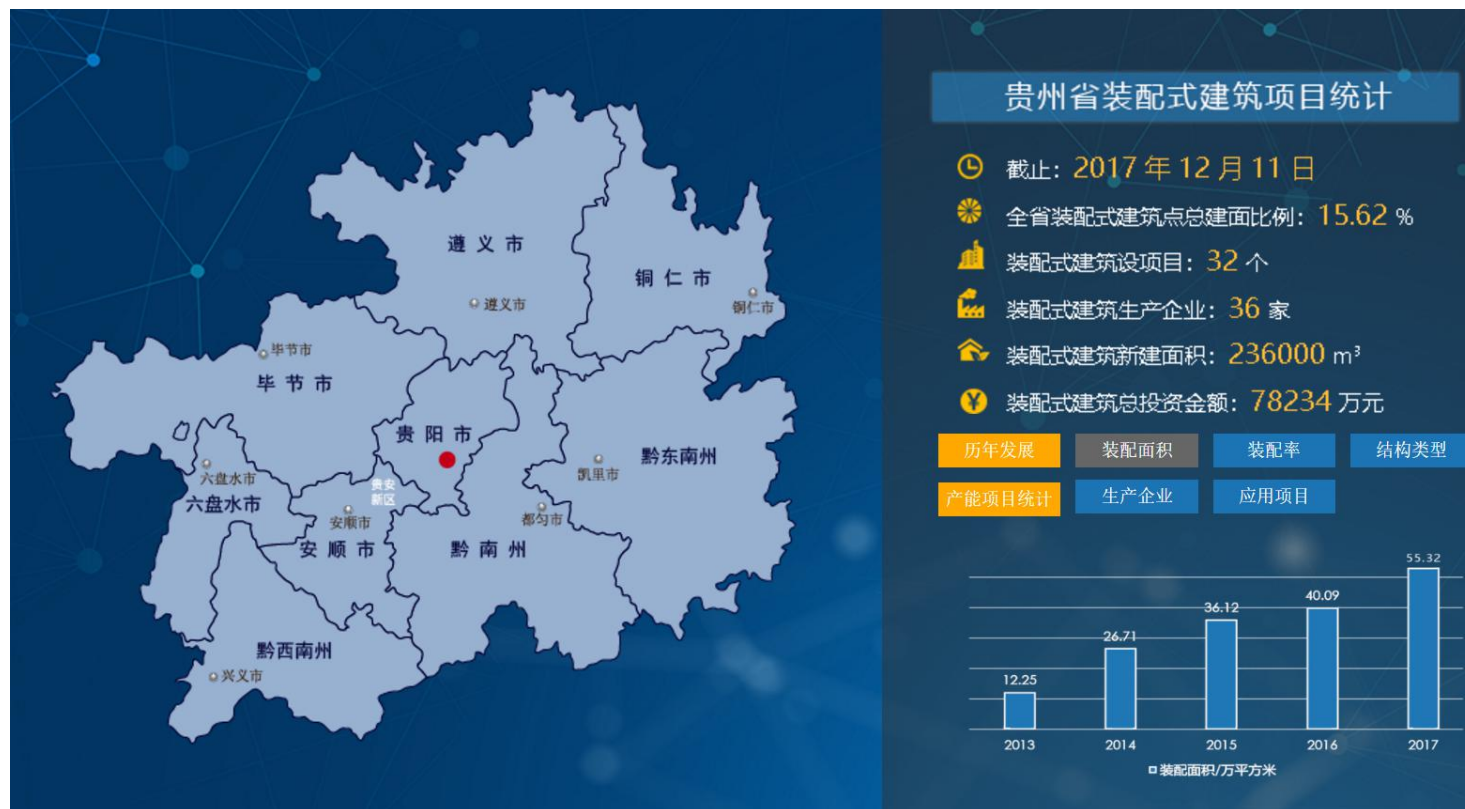 遵义市
铜仁市
遵义市
铜仁市
毕节市
毕节市
贵阳市
黔东南州
凯里市
六盘水市
六盘水市
贵安
新区
安顺市
都匀市
安顺市
黔南州
黔西南州
兴义市
贵州省装配式建筑项目统计
截止：2017年12月11日
全省装配式建筑点总建面比例：15.62 %
装配式建筑设项目：32 个
装配式建筑生产企业：36 家
装配式建筑新建面积：236000 m³
¥ 装配式建筑总投资金额：78234 万元
历年发展 装配面积 装配率 结构类型
产能项目统计 生产企业 应用项目
55.32
40.09
36.12
26.71
12.25
2013 2014 2015 2016 2017
装配面积/万平方米